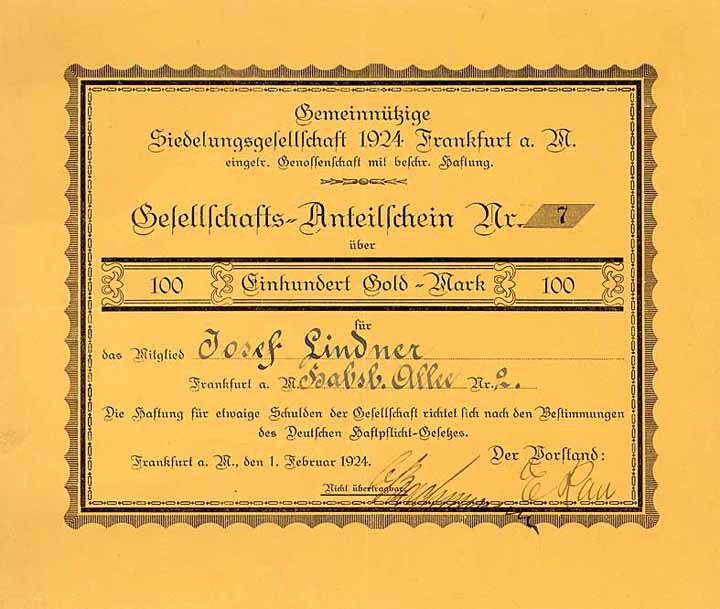 Gemeinnützige
Siedelungsgesellschaft 1924 Frankfurt a. M.
eingetr. Genossenschaft mit beschr. Haftung.
Gesellschafts-Anteilschein Nr. 7
über
100 Einhundert Gold-Mark 100
für
das Mitglied Josef Lindner
Frankfurt a. M. Habsb. Allee Nr. 2.
Die Haftung für etwaige Schulden der Gesellschaft richtet sich nach den Bestimmungen
des Deutschen Haftpflicht-Gesetzes.
Frankfurt a. M., den 1. Februar 1924.
Der Vorstand:
Nicht übertragbar.
E Rau